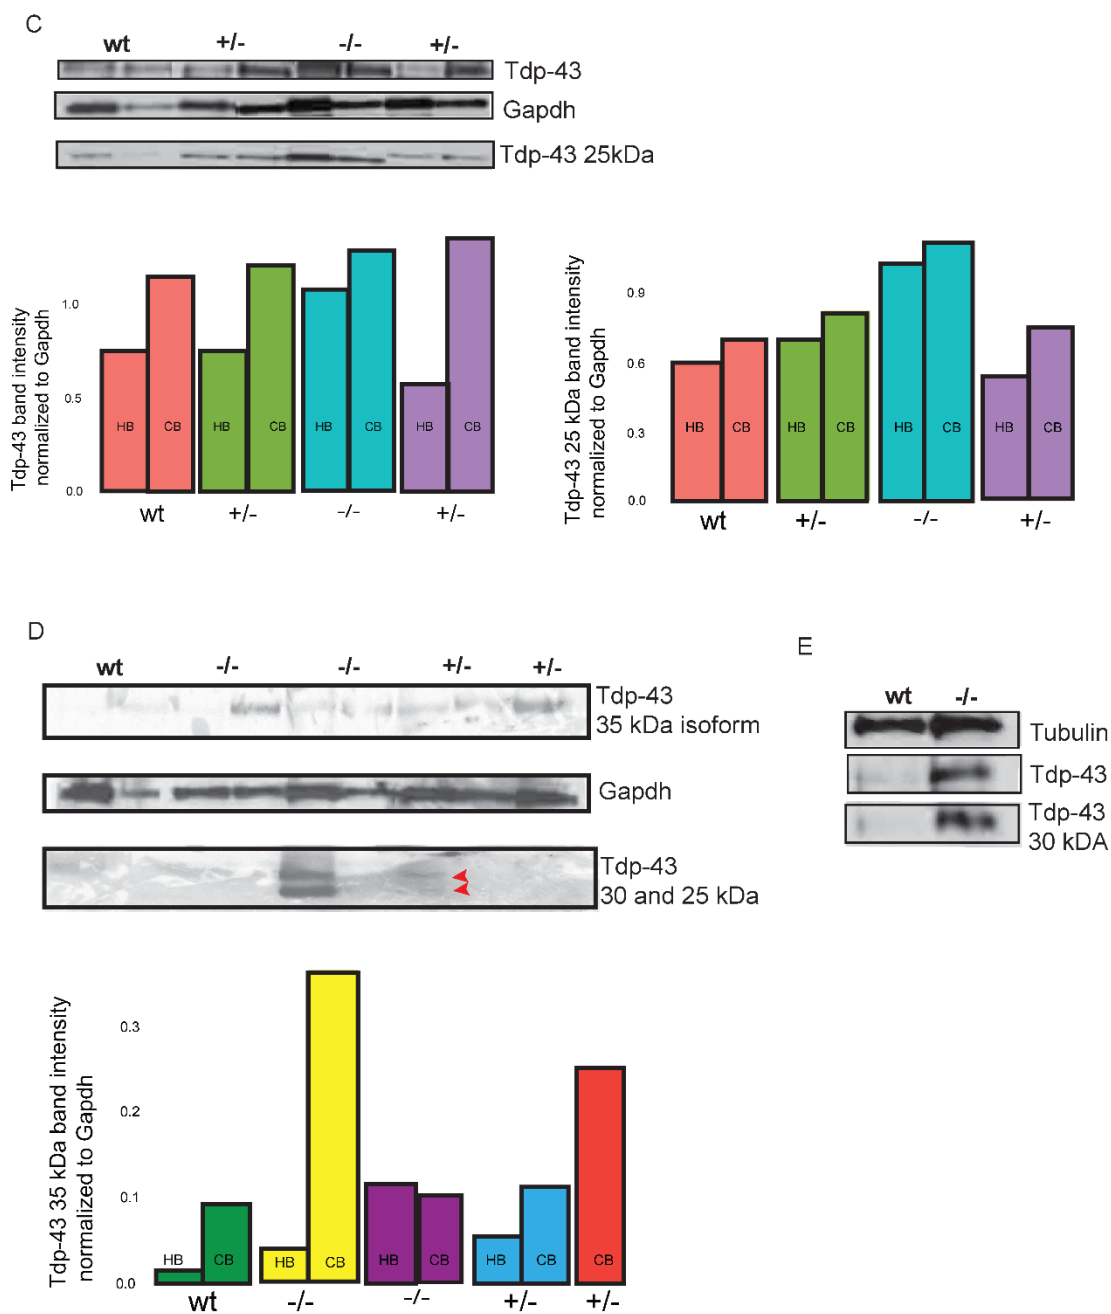 C
wt +/- -/- +/-
Tdp-43
Gapdh
Tdp-43 25kDa
Tdp-43 band intensity
normalized to Gapdh
1.0
0.5
0.0
HB CB HB CB HB CB HB CB
wt +/- -/- +/-
Tdp-43 25 kDa band intensity
normalized to Gapdh
0.9
0.6
0.3
0.0
HB CB HB CB HB CB HB CB
wt +/- -/- +/-
D
wt -/- -/- +/- +/-
Tdp-43
35 kDa isoform
Gapdh
Tdp-43
30 and 25 kDa
E
wt -/-
Tubulin
Tdp-43
Tdp-43
30 kDA
Tdp-43 35 kDa band intensity
normalized to Gapdh
0.3
0.2
0.1
0.0
HB CB HB CB HB CB HB CB CB
wt -/- -/- +/- +/-